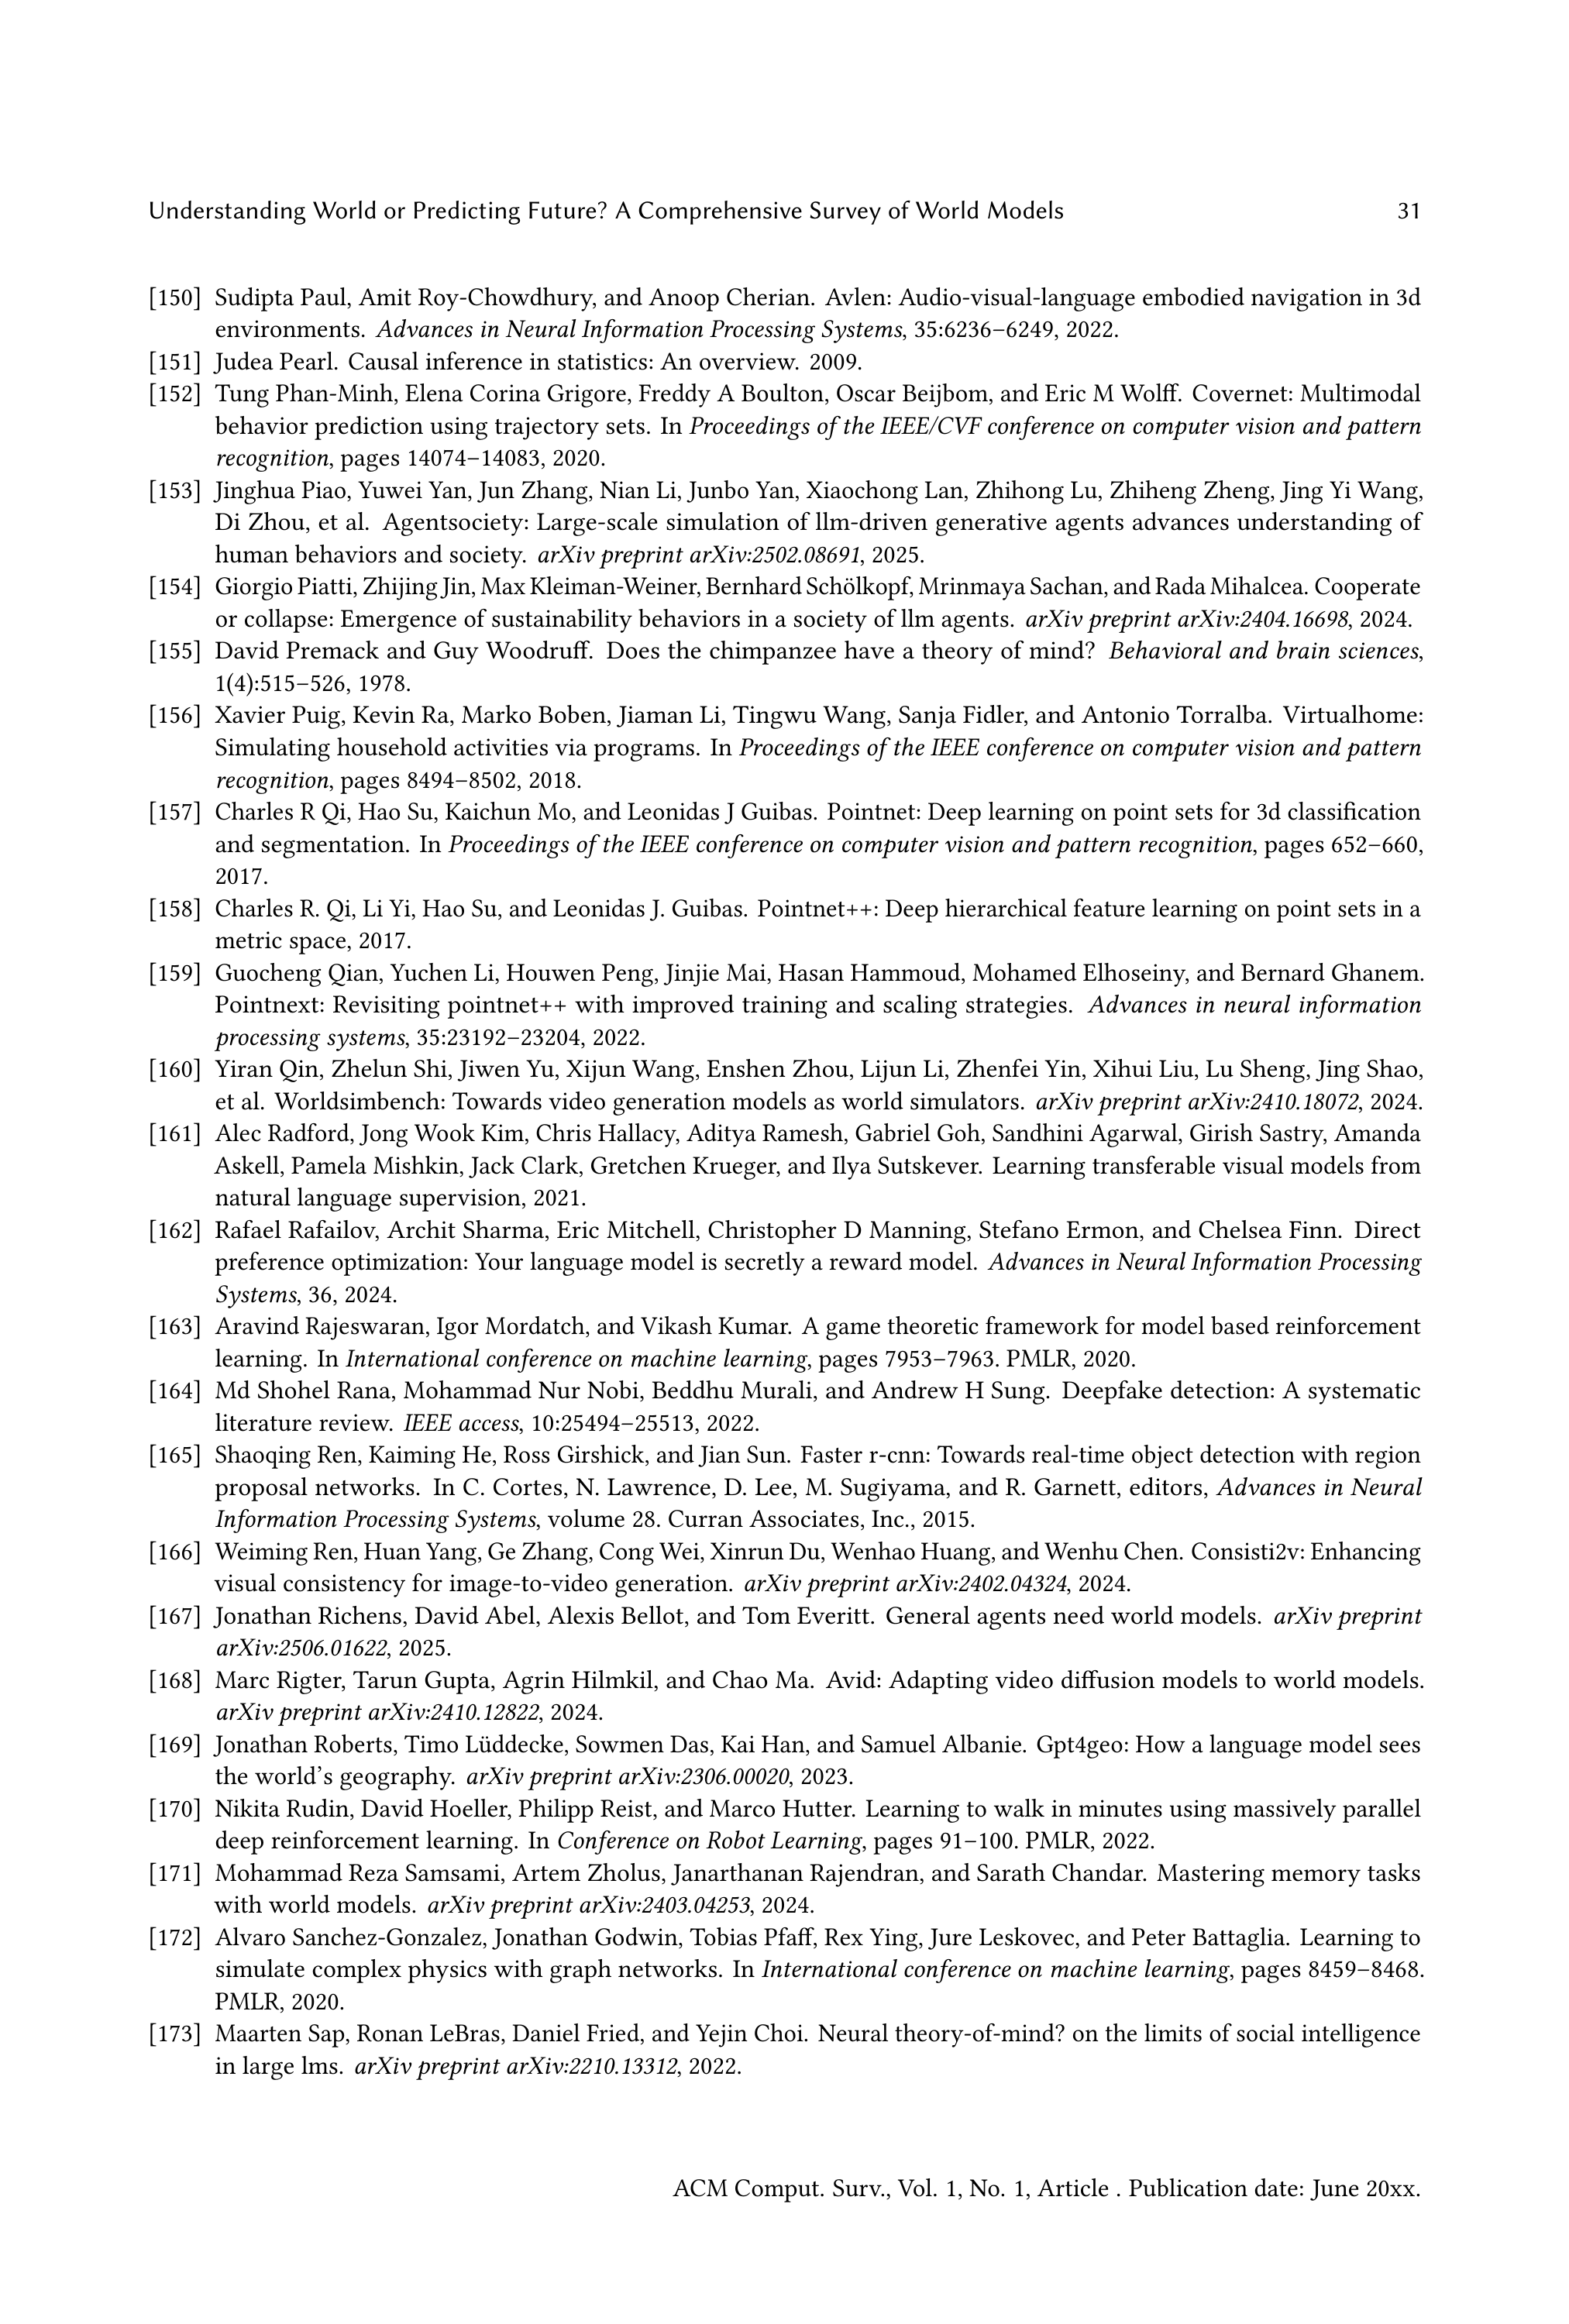 Understanding World or Predicting Future? A Comprehensive Survey of World Models 31
[150] Sudipta Paul, Amit Roy-Chowdhury, and Anoop Cherian. Avlen: Audio-visual-language embodied navigation in 3d
environments. Advances in Neural Information Processing Systems, 35:6236–6249, 2022.
[151] Judea Pearl. Causal inference in statistics: An overview. 2009.
[152] Tung Phan-Minh, Elena Corina Grigore, Freddy A Boulton, Oscar Beijbom, and Eric M Wolff. Covernet: Multimodal
behavior prediction using trajectory sets. In Proceedings of the IEEE/CVF conference on computer vision and pattern
recognition, pages 14074–14083, 2020.
[153] Jinghua Piao, Yuwei Yan, Jun Zhang, Nian Li, Junbo Yan, Xiaochong Lan, Zhihong Lu, Zhiheng Zheng, Jing Yi Wang,
Di Zhou, et al. Agentsociety: Large-scale simulation of llm-driven generative agents advances understanding of
human behaviors and society. arXiv preprint arXiv:2502.08691, 2025.
[154] Giorgio Piatti, Zhijing Jin, Max Kleiman-Weiner, Bernhard Schölkopf, Mrinmaya Sachan, and Rada Mihalcea. Cooperate
or collapse: Emergence of sustainability behaviors in a society of llm agents. arXiv preprint arXiv:2404.16698, 2024.
[155] David Premack and Guy Woodruff. Does the chimpanzee have a theory of mind? Behavioral and brain sciences,
1(4):515–526, 1978.
[156] Xavier Puig, Kevin Ra, Marko Boben, Jiaman Li, Tingwu Wang, Sanja Fidler, and Antonio Torralba. Virtualhome:
Simulating household activities via programs. In Proceedings of the IEEE conference on computer vision and pattern
recognition, pages 8494–8502, 2018.
[157] Charles R Qi, Hao Su, Kaichun Mo, and Leonidas J Guibas. Pointnet: Deep learning on point sets for 3d classification
and segmentation. In Proceedings of the IEEE conference on computer vision and pattern recognition, pages 652–660,
2017.
[158] Charles R. Qi, Li Yi, Hao Su, and Leonidas J. Guibas. Pointnet++: Deep hierarchical feature learning on point sets in a
metric space, 2017.
[159] Guocheng Qian, Yuchen Li, Houwen Peng, Jinjie Mai, Hasan Hammoud, Mohamed Elhoseiny, and Bernard Ghanem.
Pointnext: Revisiting pointnet++ with improved training and scaling strategies. Advances in neural information
processing systems, 35:23192–23204, 2022.
[160] Yiran Qin, Zhelun Shi, Jiwen Yu, Xijun Wang, Enshen Zhou, Lijun Li, Zhenfei Yin, Xihui Liu, Lu Sheng, Jing Shao,
et al. Worldsimbench: Towards video generation models as world simulators. arXiv preprint arXiv:2410.18072, 2024.
[161] Alec Radford, Jong Wook Kim, Chris Hallacy, Aditya Ramesh, Gabriel Goh, Sandhini Agarwal, Girish Sastry, Amanda
Askell, Pamela Mishkin, Jack Clark, Gretchen Krueger, and Ilya Sutskever. Learning transferable visual models from
natural language supervision, 2021.
[162] Rafael Rafailov, Archit Sharma, Eric Mitchell, Christopher D Manning, Stefano Ermon, and Chelsea Finn. Direct
preference optimization: Your language model is secretly a reward model. Advances in Neural Information Processing
Systems, 36, 2024.
[163] Aravind Rajeswaran, Igor Mordatch, and Vikash Kumar. A game theoretic framework for model based reinforcement
learning. In International conference on machine learning, pages 7953–7963. PMLR, 2020.
[164] Md Shohel Rana, Mohammad Nur Nobi, Beddhu Murali, and Andrew H Sung. Deepfake detection: A systematic
literature review. IEEE access, 10:25494–25513, 2022.
[165] Shaoqing Ren, Kaiming He, Ross Girshick, and Jian Sun. Faster r-cnn: Towards real-time object detection with region
proposal networks. In C. Cortes, N. Lawrence, D. Lee, M. Sugiyama, and R. Garnett, editors, Advances in Neural
Information Processing Systems, volume 28. Curran Associates, Inc., 2015.
[166] Weiming Ren, Huan Yang, Ge Zhang, Cong Wei, Xinrun Du, Wenhao Huang, and Wenhu Chen. Consisti2v: Enhancing
visual consistency for image-to-video generation. arXiv preprint arXiv:2402.04324, 2024.
[167] Jonathan Richens, David Abel, Alexis Bellot, and Tom Everitt. General agents need world models. arXiv preprint
arXiv:2506.01622, 2025.
[168] Marc Rigter, Tarun Gupta, Agrin Hilmkil, and Chao Ma. Avid: Adapting video diffusion models to world models.
arXiv preprint arXiv:2410.12822, 2024.
[169] Jonathan Roberts, Timo Lüddecke, Sowmen Das, Kai Han, and Samuel Albanie. Gpt4geo: How a language model sees
the world's geography. arXiv preprint arXiv:2306.00020, 2023.
[170] Nikita Rudin, David Hoeller, Philipp Reist, and Marco Hutter. Learning to walk in minutes using massively parallel
deep reinforcement learning. In Conference on Robot Learning, pages 91–100. PMLR, 2022.
[171] Mohammad Reza Samsami, Artem Zholus, Janarthanan Rajendran, and Sarath Chandar. Mastering memory tasks
with world models. arXiv preprint arXiv:2403.04253, 2024.
[172] Alvaro Sanchez-Gonzalez, Jonathan Godwin, Tobias Pfaff, Rex Ying, Jure Leskovec, and Peter Battaglia. Learning to
simulate complex physics with graph networks. In International conference on machine learning, pages 8459–8468.
PMLR, 2020.
[173] Maarten Sap, Ronan LeBras, Daniel Fried, and Yejin Choi. Neural theory-of-mind? on the limits of social intelligence
in large lms. arXiv preprint arXiv:2210.13312, 2022.
ACM Comput. Surv., Vol. 1, No. 1, Article . Publication date: June 20xx.